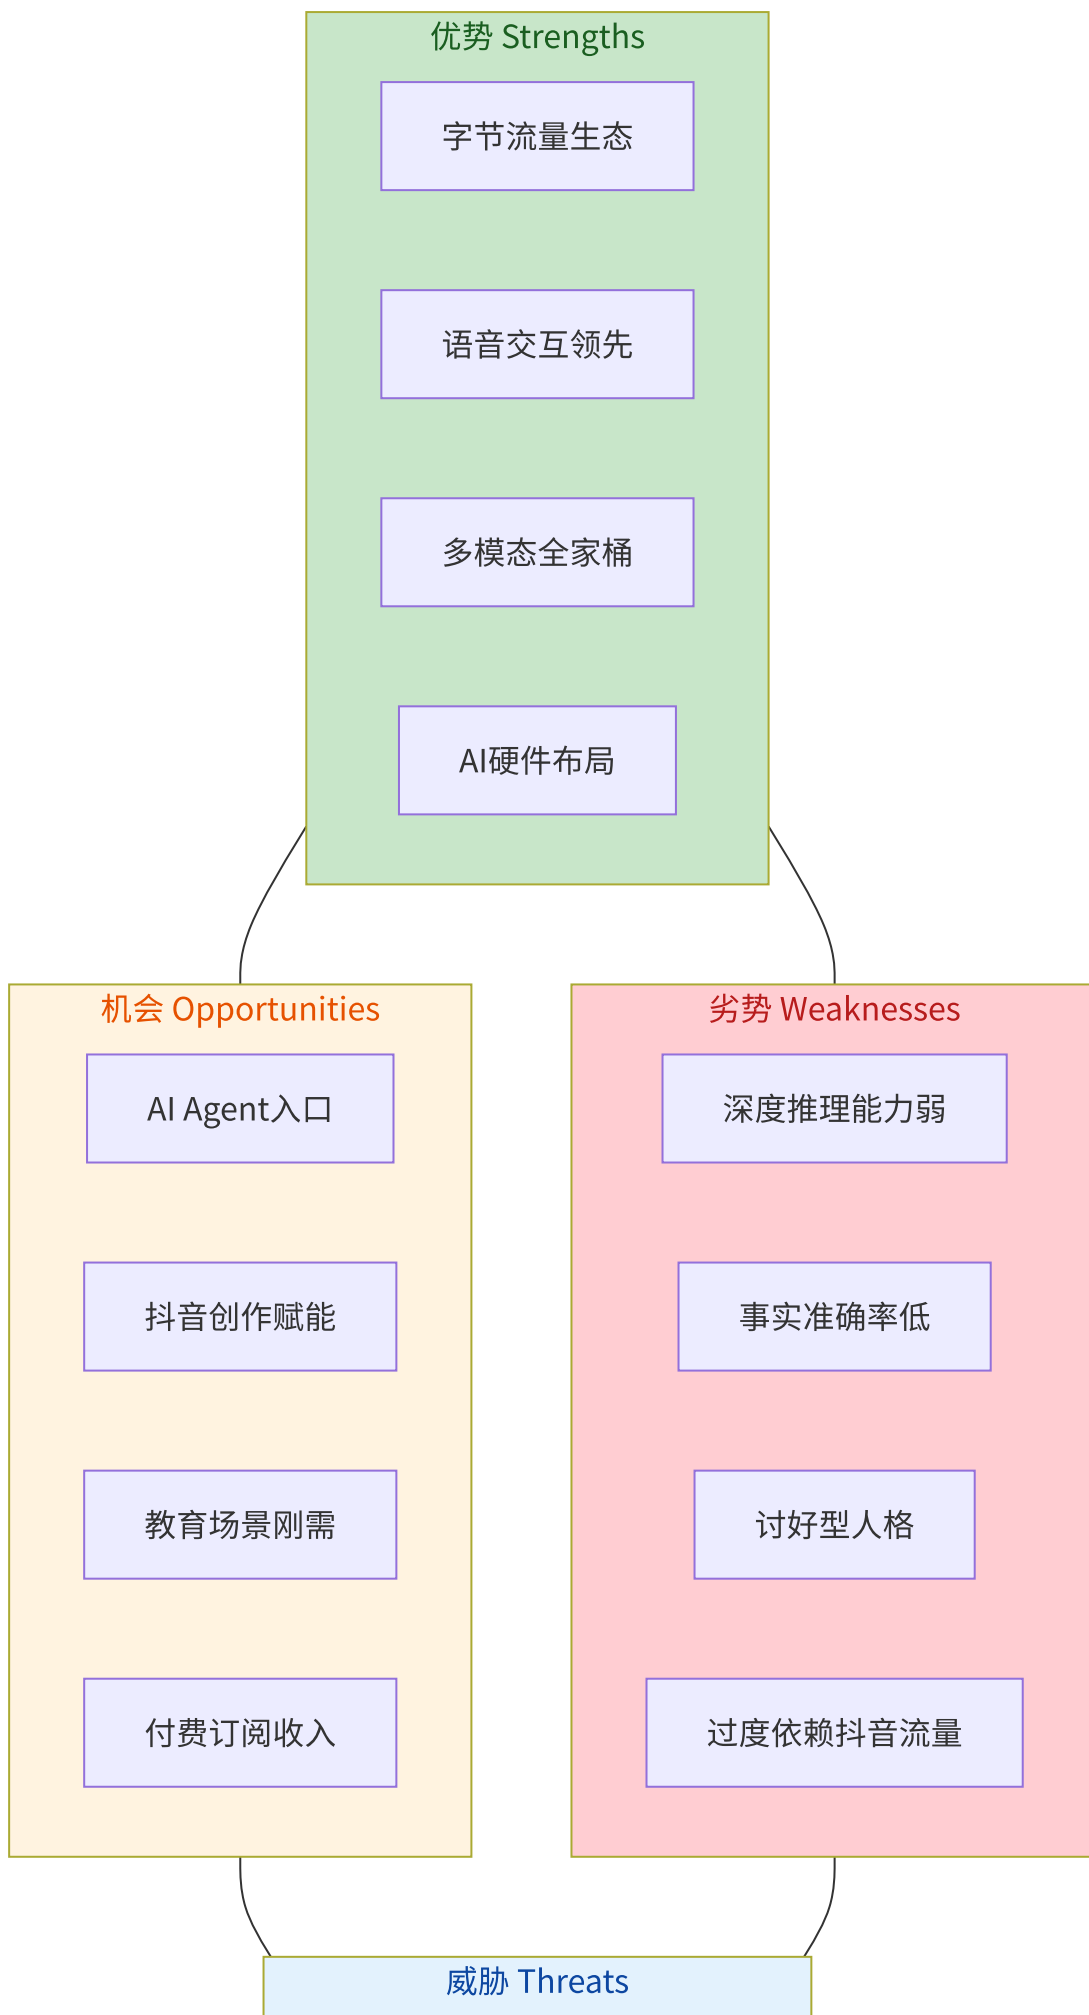 优势 Strengths
字节流量生态
语音交互领先
多模态全家桶
AI硬件布局
机会 Opportunities
AI Agent入口
抖音创作赋能
教育场景刚需
付费订阅收入
劣势 Weaknesses
深度推理能力弱
事实准确率低
讨好型人格
过度依赖抖音流量
威胁 Threats